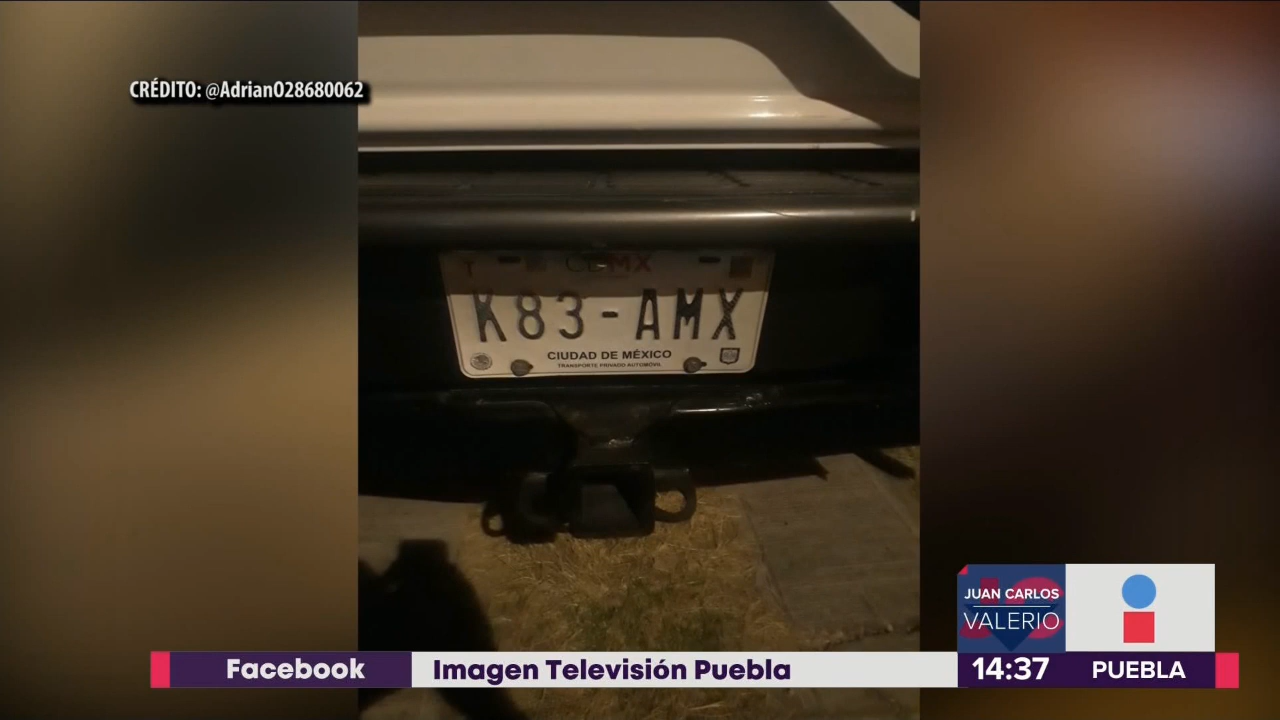 CRÉDITO: @AdrianO28680062
CDMX
K83-AMX
CIUDAD DE MÉXICO
TRANSPORTE PRIVADO AUTOMÓVIL
JUAN CARLOS
VALERIO
Facebook
Imagen Televisión Puebla
14:37
PUEBLA